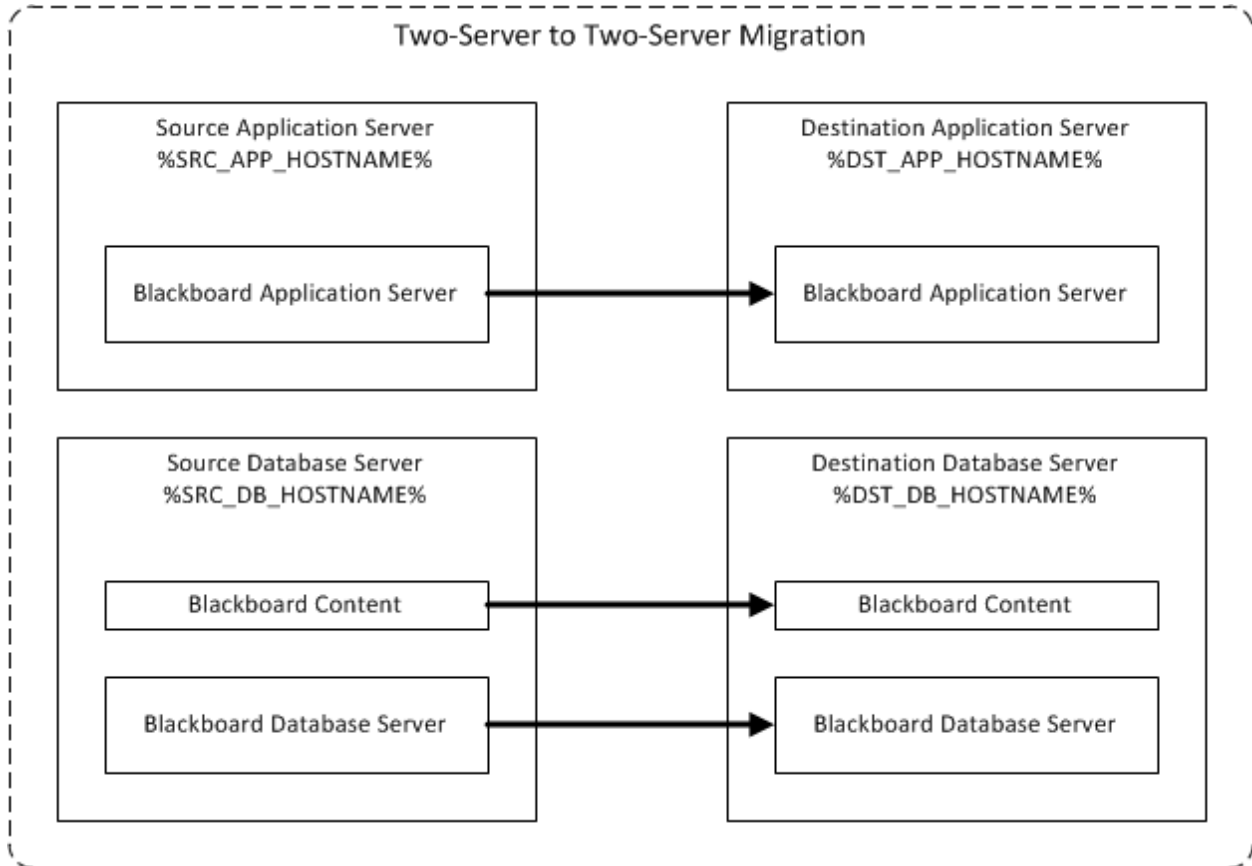 Two-Server to Two-Server Migration
Source Application Server
%SRC_APP_HOSTNAME%
Blackboard Application Server
Destination Application Server
%DST_APP_HOSTNAME%
Blackboard Application Server
Source Database Server
%SRC_DB_HOSTNAME%
Blackboard Content
Blackboard Database Server
Destination Database Server
%DST_DB_HOSTNAME%
Blackboard Content
Blackboard Database Server